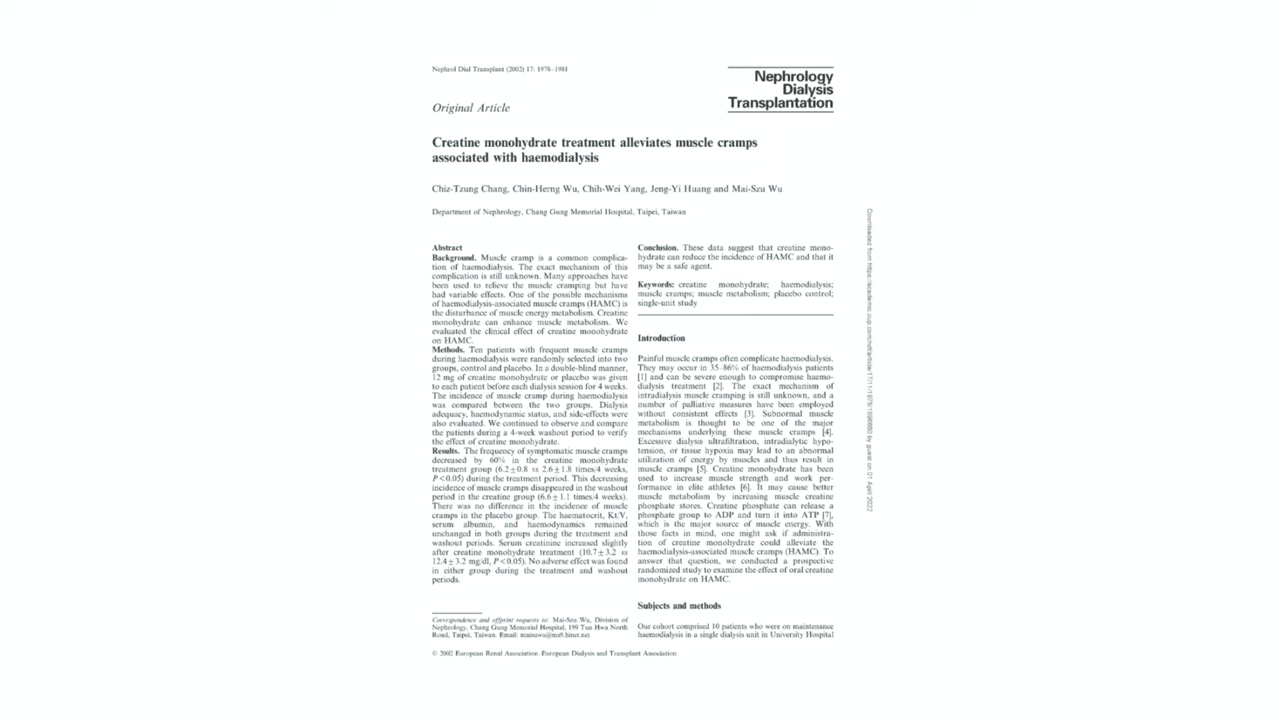 Nephrol Dial Transplant (2002) 17: 1978–1981
Nephrology
Dialysis
Transplantation
Original Article
Creatine monohydrate treatment alleviates muscle cramps
associated with haemodialysis
Chiz-Tzung Chang, Chin-Herng Wu, Chih-Wei Yang, Jeng-Yi Huang and Mai-Szu Wu
Department of Nephrology, Chang Gung Memorial Hospital, Taipei, Taiwan
Abstract
Background. Muscle cramp is a common complica-
tion of haemodialysis. The exact mechanism of this
complication is still unknown. Many approaches have
been used to relieve the muscle cramping but have
had variable effects. One of the possible mechanisms
of haemodialysis-associated muscle cramps (HAMC) is
the disturbance of muscle energy metabolism. Creatine
monohydrate can enhance muscle metabolism. We
evaluated the clinical effect of creatine monohydrate
on HAMC.
Methods. Ten patients with frequent muscle cramps
during haemodialysis were randomly selected into two
groups, control and placebo. In a double-blind manner,
12 mg of creatine monohydrate or placebo was given
to each patient before each dialysis session for 4 weeks.
The incidence of muscle cramp during haemodialysis
was compared between the two groups. Dialysis
adequacy, haemodynamic status, and side-effects were
also evaluated. We continued to observe and compare
the patients during a 4-week washout period to verify
the effect of creatine monohydrate.
Results. The frequency of symptomatic muscle cramps
decreased by 60% in the creatine monohydrate
treatment group (6.2±0.8 vs 2.6±1.8 times/4 weeks,
P<0.05) during the treatment period. This decreasing
incidence of muscle cramps disappeared in the washout
period in the creatine group (6.6±1.1 times/4 weeks).
There was no difference in the incidence of muscle
cramps in the placebo group. The haematocrit, Kt/V,
serum albumin, and haemodynamics remained
unchanged in both groups during the treatment and
washout periods. Serum creatinine increased slightly
after creatine monohydrate treatment (10.7±3.2 vs
12.4±3.2 mg/dl, P<0.05). No adverse effect was found
in either group during the treatment and washout
periods.
Correspondence and offprint requests to: Mai-Szu Wu, Division of
Nephrology, Chang Gung Memorial Hospital, 199 Tun Hwa North
Road, Taipei, Taiwan. Email:
Conclusion. These data suggest that creatine mono-
hydrate can reduce the incidence of HAMC and that it
may be a safe agent.
Keywords: creatine monohydrate; haemodialysis;
muscle cramps; muscle metabolism; placebo control;
single-unit study
Introduction
Painful muscle cramps often complicate haemodialysis.
They may occur in 35–86% of haemodialysis patients
[1] and can be severe enough to compromise haemo-
dialysis treatment [2]. The exact mechanism of
intradialysis muscle cramping is still unknown, and a
number of palliative measures have been employed
without consistent effects [3]. Subnormal muscle
metabolism is thought to be one of the major
mechanisms underlying these muscle cramps [4].
Excessive dialysis ultrafiltration, intradialytic hypo-
tension, or tissue hypoxia may lead to an abnormal
utilization of energy by muscles and thus result in
muscle cramps [5]. Creatine monohydrate has been
used to increase muscle strength and work per-
formance in elite athletes [6]. It may cause better
muscle metabolism by increasing muscle creatine
phosphate stores. Creatine phosphate can release a
phosphate group to ADP and turn it into ATP [7],
which is the major source of muscle energy. With
those facts in mind, one might ask if administra-
tion of creatine monohydrate could alleviate the
haemodialysis-associated muscle cramps (HAMC). To
answer that question, we conducted a prospective
randomized study to examine the effect of oral creatine
monohydrate on HAMC.
Subjects and methods
Our cohort comprised 10 patients who were on maintenance
haemodialysis in a single dialysis unit in University Hospital
© 2002 European Renal Association–European Dialysis and Transplant Association
Downloaded from by guest on 01 April 2022